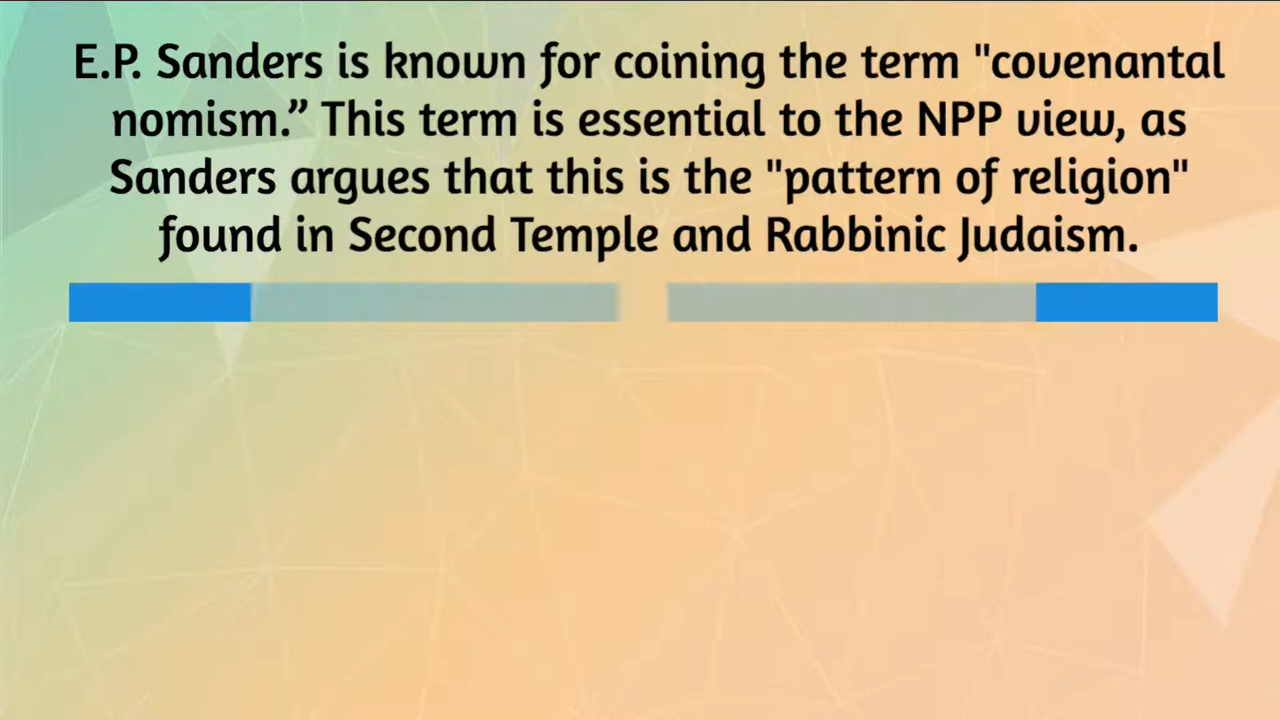 E.P. Sanders is known for coining the term "covenantal
nomism.” This term is essential to the NPP view, as
Sanders argues that this is the "pattern of religion"
found in Second Temple and Rabbinic Judaism.